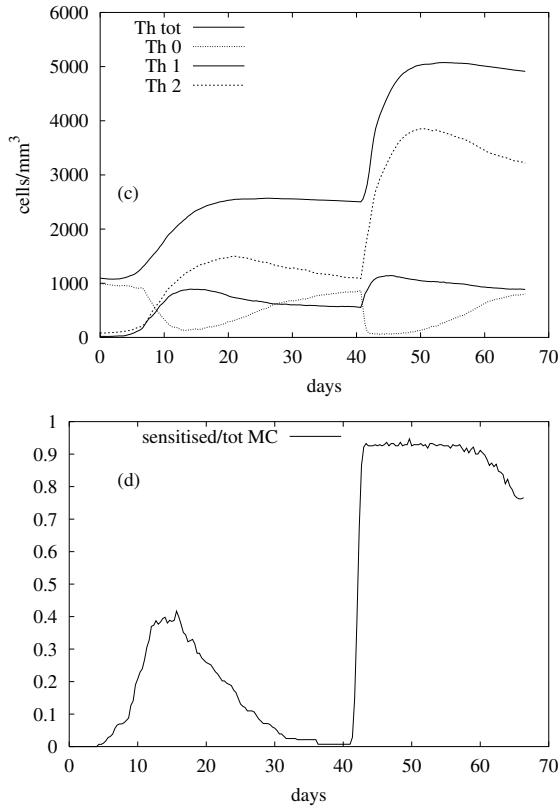 6000
5000
4000
3000
2000
1000
0
cells/mm³
Th tot
Th 0
Th 1
Th 2
(c)
0 10 20 30 40 50 60 70
days
1
0.9
0.8
0.7
0.6
0.5
0.4
0.3
0.2
0.1
0
sensitised/tot MC
(d)
0 10 20 30 40 50 60 70
days